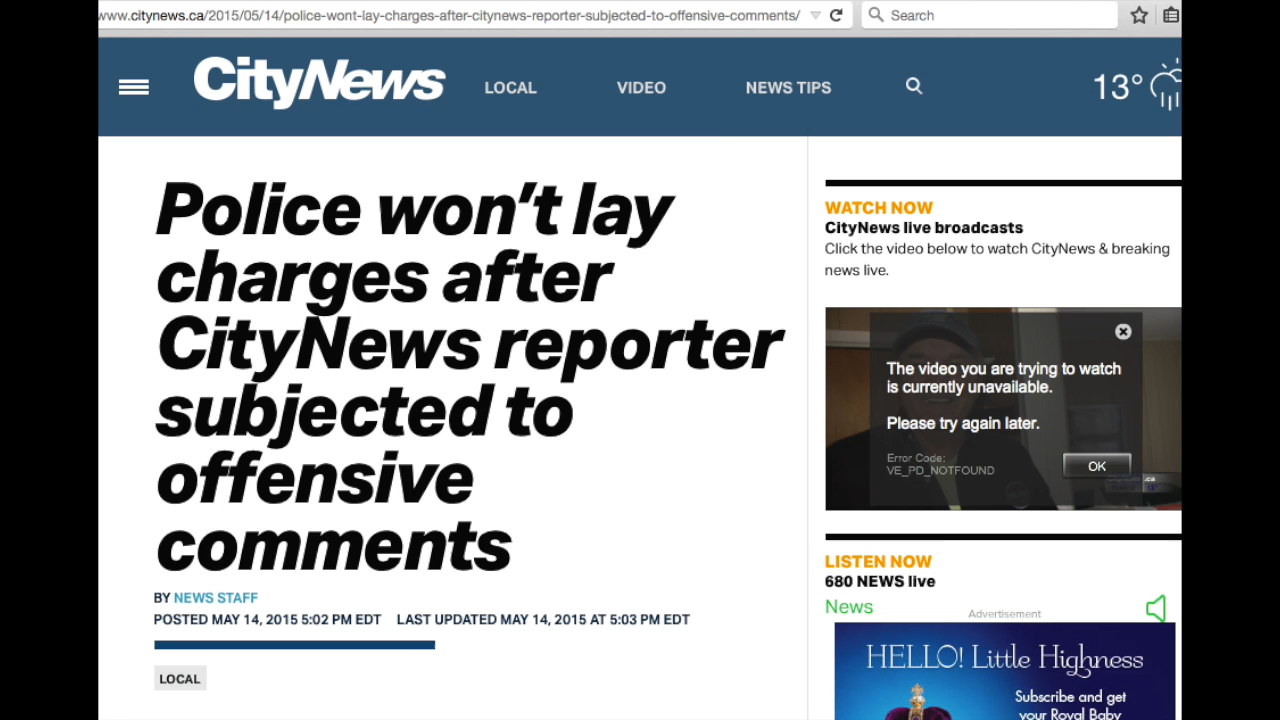 www.citynews.ca/2015/05/14/police-wont-lay-charges-after-citynews-reporter-subjected-to-offensive-comments/
Search
CityNews
LOCAL
VIDEO
NEWS TIPS
13°
Police won't lay
charges after
CityNews reporter
subjected to
offensive
comments
BY NEWS STAFF
POSTED MAY 14, 2015 5:02 PM EDT LAST UPDATED MAY 14, 2015 AT 5:03 PM EDT
LOCAL
WATCH NOW
CityNews live broadcasts
Click the video below to watch CityNews & breaking
news live.
The video you are trying to watch
is currently unavailable.
Please try again later.
Error Code:
VE_PD_NOTFOUND
OK
.ca
LISTEN NOW
680 NEWS live
News
Advertisement
HELLO! Little Highness
Subscribe and get
your Royal Baby